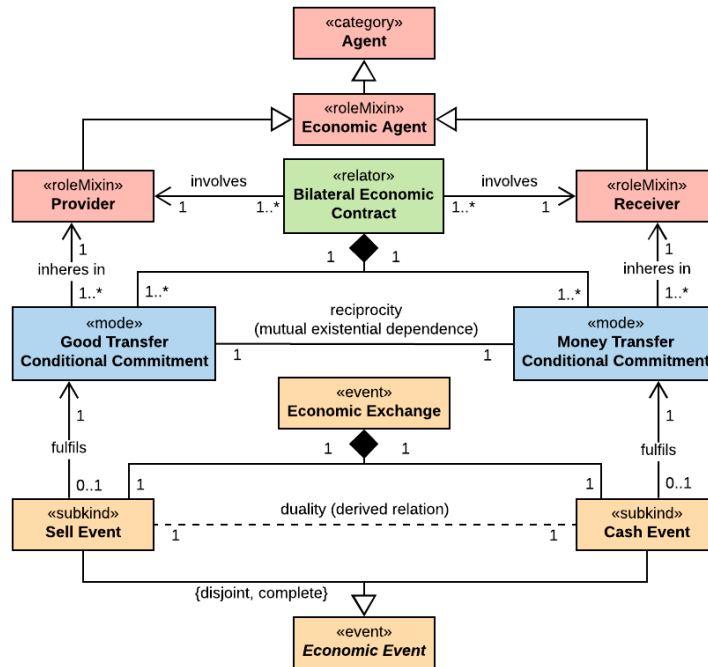 «category»
Agent
«roleMixin»
Economic Agent
«roleMixin»
Provider
involves
1
1..*
«relator»
Bilateral Economic
Contract
involves
1..*
1
«roleMixin»
Receiver
1
inheres in
1..*
1
1
1
inheres in
1..*
1..*
1..*
«mode»
Good Transfer
Conditional Commitment
reciprocity
(mutual existential dependence)
1
1
«mode»
Money Transfer
Conditional Commitment
1
fulfils
0..1
«event»
Economic Exchange
1
1
1
fulfils
0..1
1
1
«subkind»
Sell Event
duality (derived relation)
1
1
«subkind»
Cash Event
{disjoint, complete}
«event»
Economic Event